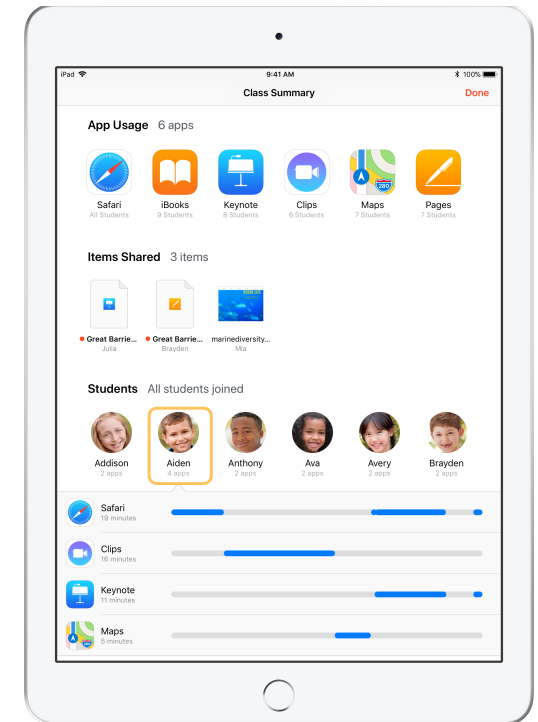 iPad 9:41 AM 100%
Class Summary Done
App Usage 6 apps
Safari iBooks Keynote Clips Maps Pages
All Students 9 Students 8 Students 6 Students 7 Students 7 Students
280
Items Shared 3 items
Great Barrie... Great Barrie... marinediversity...
Julia Brayden Mia
Students All students joined
Addison Aiden Anthony Ava Avery Brayden
2 apps 4 apps 2 apps 2 apps 2 apps 2 apps
Safari
19 minutes
Clips
16 minutes
Keynote
11 minutes
Maps
5 minutes